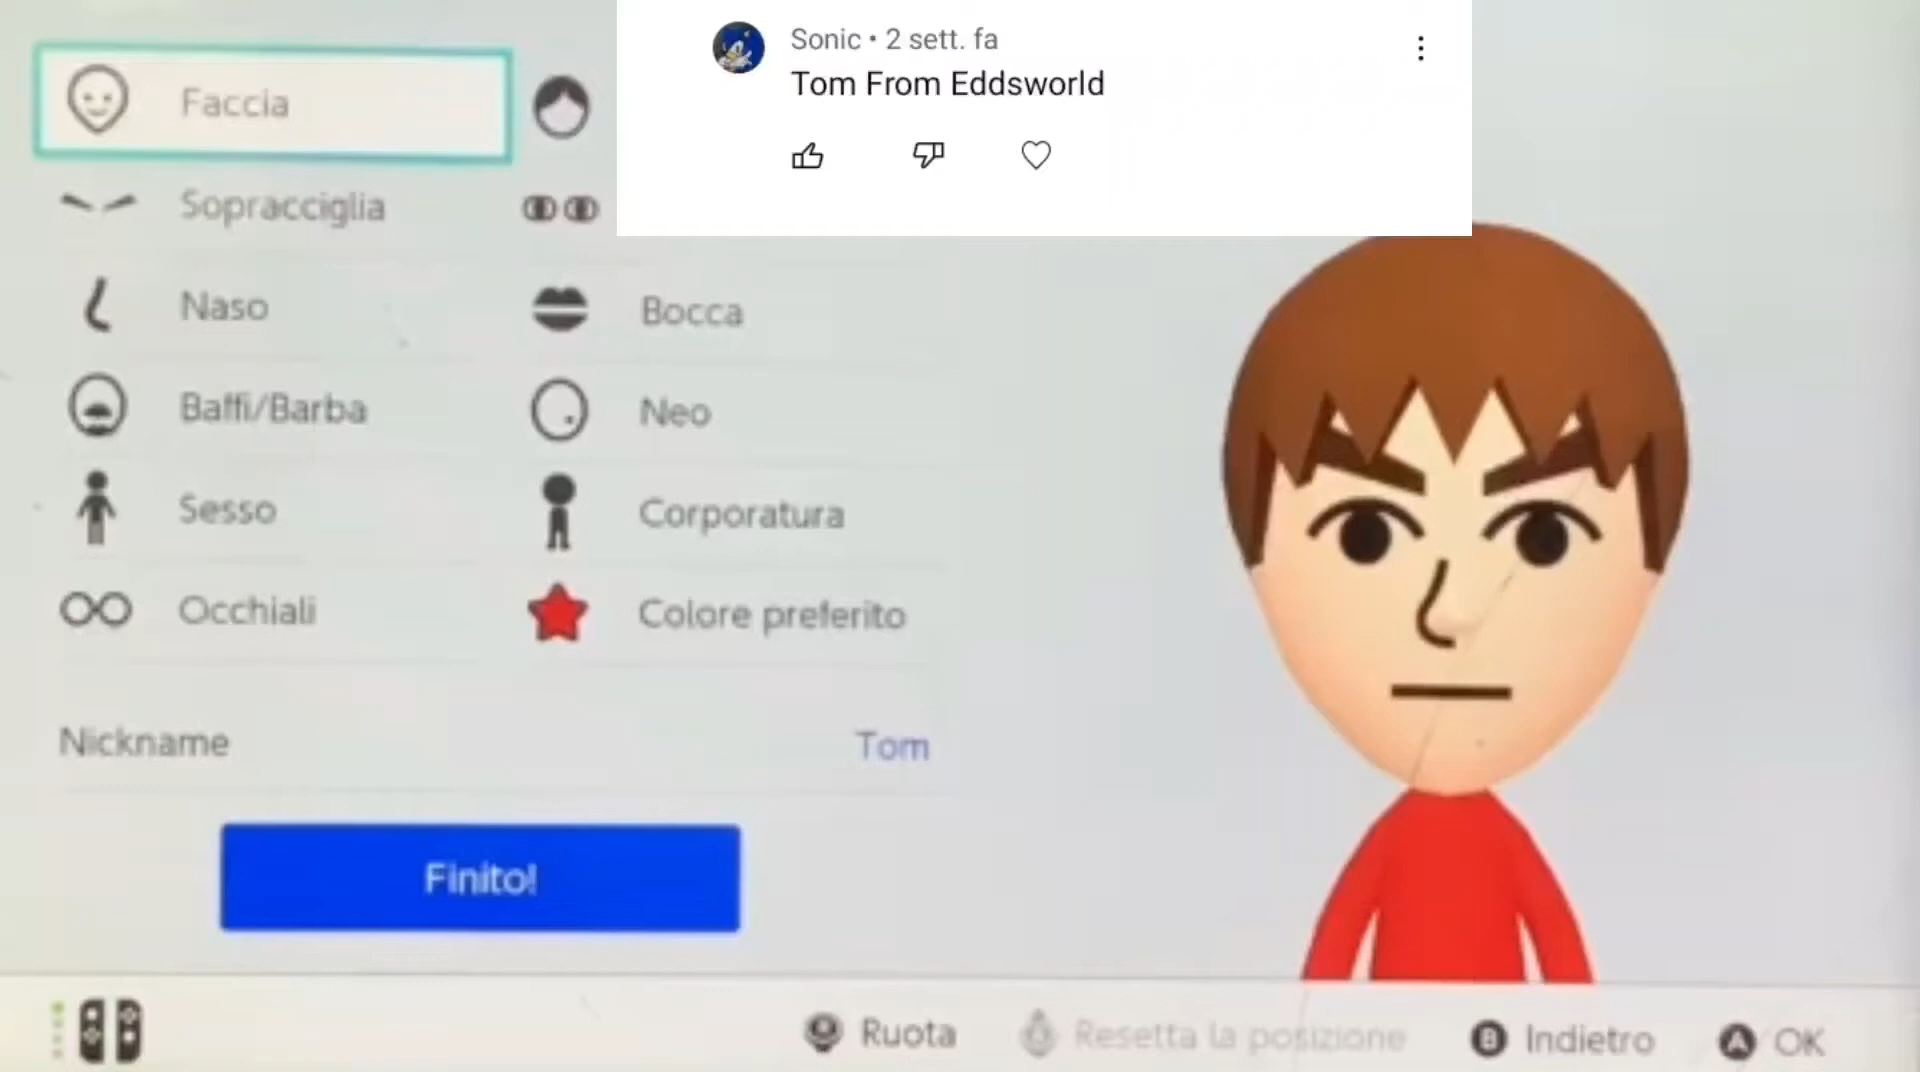 Sonic • 2 sett. fa
Tom From Eddsworld
Faccia
Sopracciglia
Naso
Bocca
Baffi/Barba
Neo
Sesso
Corporatura
Occhiali
Colore preferito
Nickname
Tom
Finito!
Ruota
Resetta la posizione
B Indietro
A OK